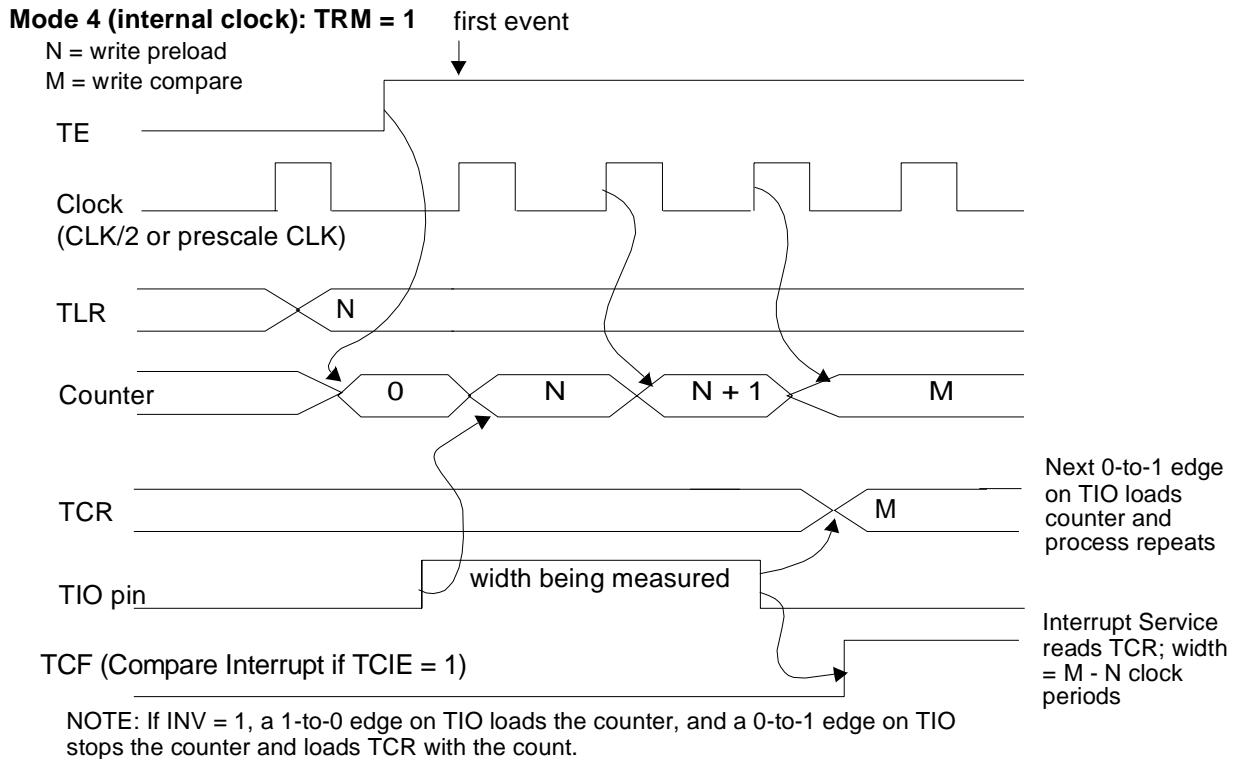 Mode 4 (internal clock): TRM = 1
first event
N = write preload
M = write compare
TE
Clock
(CLK/2 or prescale CLK)
TLR
N
Counter
0
N
N + 1
M
TCR
M
Next 0-to-1 edge
on TIO loads
counter and
process repeats
TIO pin
width being measured
TCF (Compare Interrupt if TCIE = 1)
Interrupt Service
reads TCR; width
= M - N clock
periods
NOTE: If INV = 1, a 1-to-0 edge on TIO loads the counter, and a 0-to-1 edge on TIO
stops the counter and loads TCR with the count.